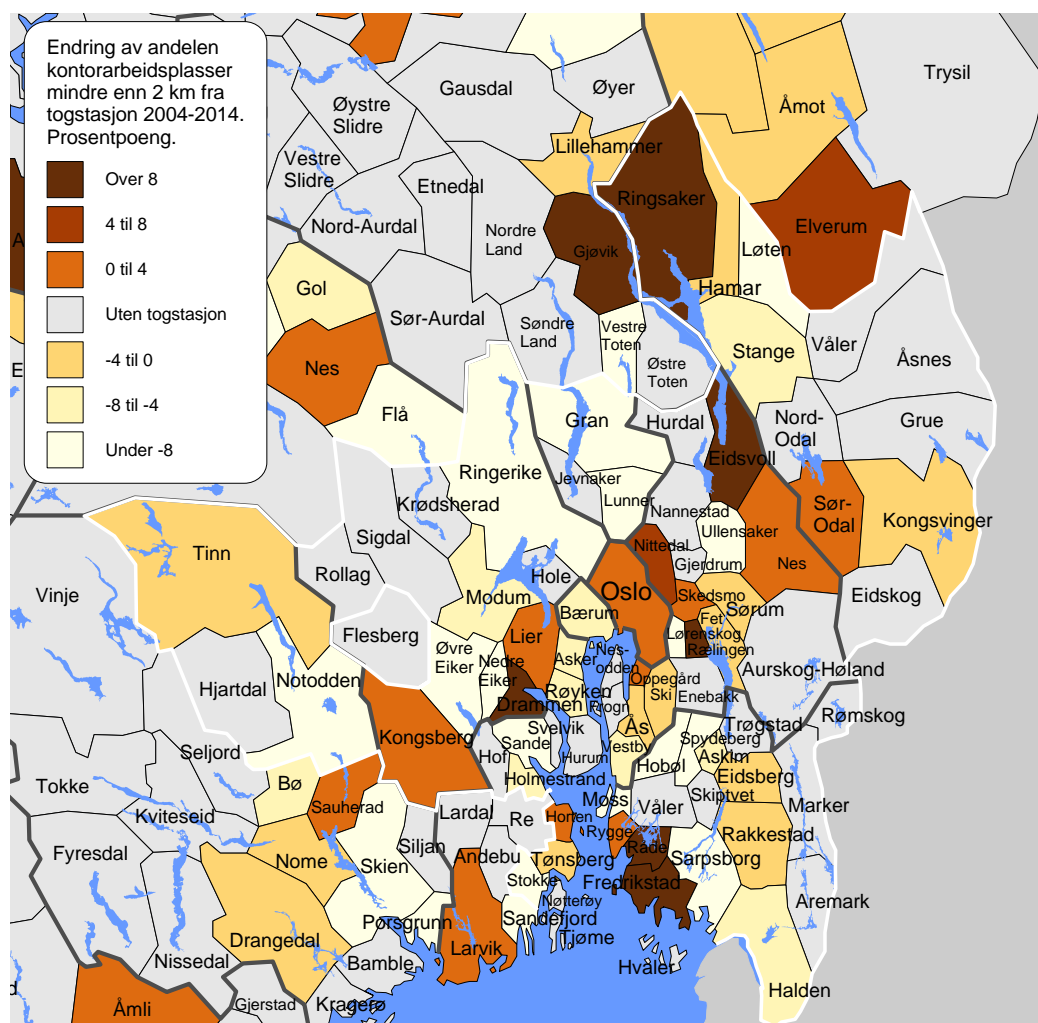 Endring av andelen
kontorarbeidsplasser
mindre enn 2 km fra
togstasjon 2004-2014.
Prosentpoeng.
Over 8
4 til 8
0 til 4
Uten togstasjon
-4 til 0
-8 til -4
Under -8
Trysil
Gausdal
Øyer
Åmot
Øystre
Slidre
Lillehammer
Vestre
Slidre
Etnedal
Ringsaker
Nord-Aurdal
Nordre
Land
Elverum
A
Gjøvik
Løten
Gol
Hamar
Sør-Aurdal
Søndre
Land
Vestre
Toten
Stange
Våler
Åsnes
E
Nes
Østre
Toten
Flå
Gran
Hurdal
Nord-
Odal
Grue
Eidsvoll
Ringerike
Jevnaker
Krødsherad
Lunner
Nannestad
Sør-
Odal
Kongsvinger
Ullensaker
Sigdal
Tinn
Nittedal
Gjerdrum
Nes
Rollag
Hole
Oslo
Vinje
Modum
Skedsmo
Sørum
Eidskog
Bærum
Fet
Flesberg
Lier
Lørenskog
Rælingen
Øvre
Eiker
Nedre
Eiker
Asker
Nes-
odden
Aurskog-Høland
Hjartdal
Notodden
Oppegård
Røyken
Ski
Enebakk
Drammen
Frogn
Rømskog
Kongsberg
Svelvik
Ås
Trøgstad
Seljord
Hof
Sande
Hurum
Vestby
Spydeberg
Askim
Hobøl
Bø
Holmestrand
Eidsberg
Tokke
Sauherad
Moss
Våler
Skiptvet
Marker
Kviteseid
Lardal
Re
Horten
Rygge
Råde
Rakkestad
Fyresdal
Nome
Skien
Siljan
Andebu
Tønsberg
Sarpsborg
Stokke
Fredrikstad
Nøtterøy
Aremark
Porsgrunn
Sandefjord
Tjøme
Drangedal
Larvik
Nissedal
Bamble
Hvaler
d
Halden
Åmli
Gjerstad
Kragerø